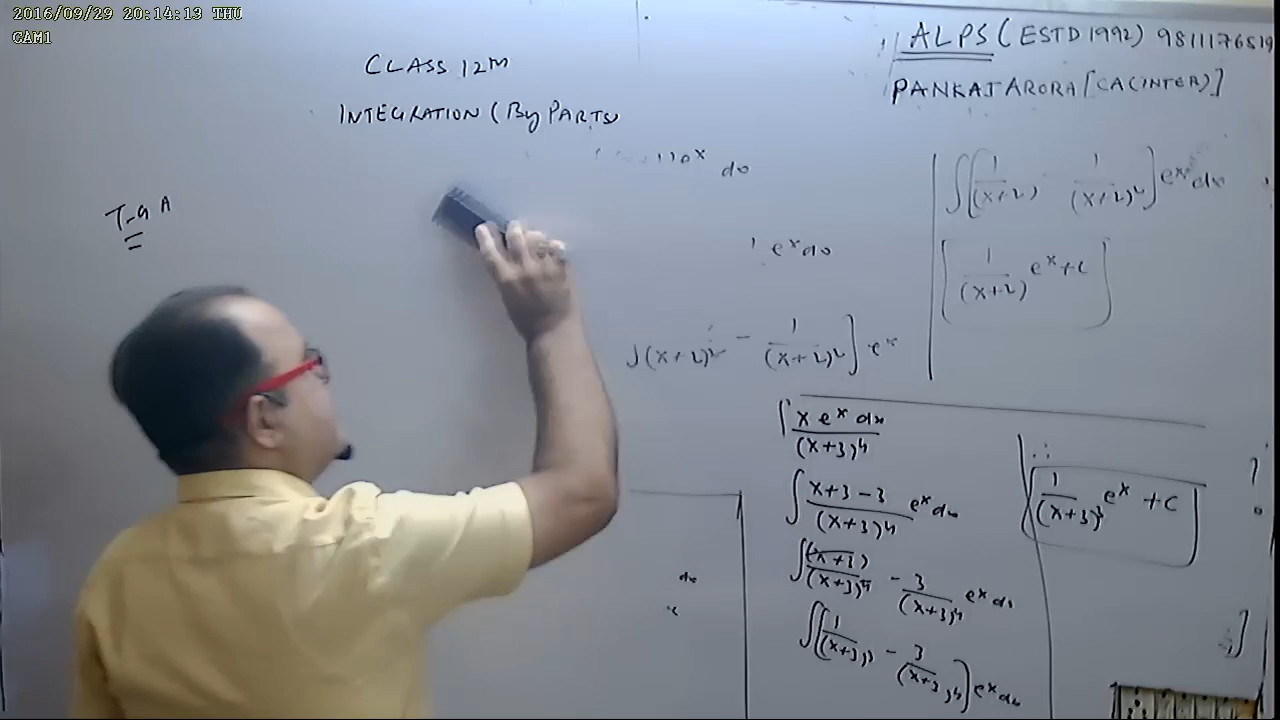 2016/09/29 20:14:13 THU
CAM1
ALPS (ESTD 1992) 9811176519
PANKAJ ARORA [CA(INTER)]
CLASS 12th
INTEGRATION (By PARTS
T-9 A
dx
e^x dx
∫(x+2)^2 - 1/(x+2)^2] e^x
∫[1/(x+2) - 1/(x+2)^2] e^x dx
[1/(x+2) e^x + c]
∫ x e^x dx/(x+3)^4
∫ x+3-3/(x+3)^4 e^x dx
∫ (x+3)/(x+3)^4 - 3/(x+3)^4 e^x dx
∫[1/(x+3)^3 - 3/(x+3)^4] e^x dx
∴
1/(x+3)^3 e^x + c
dx